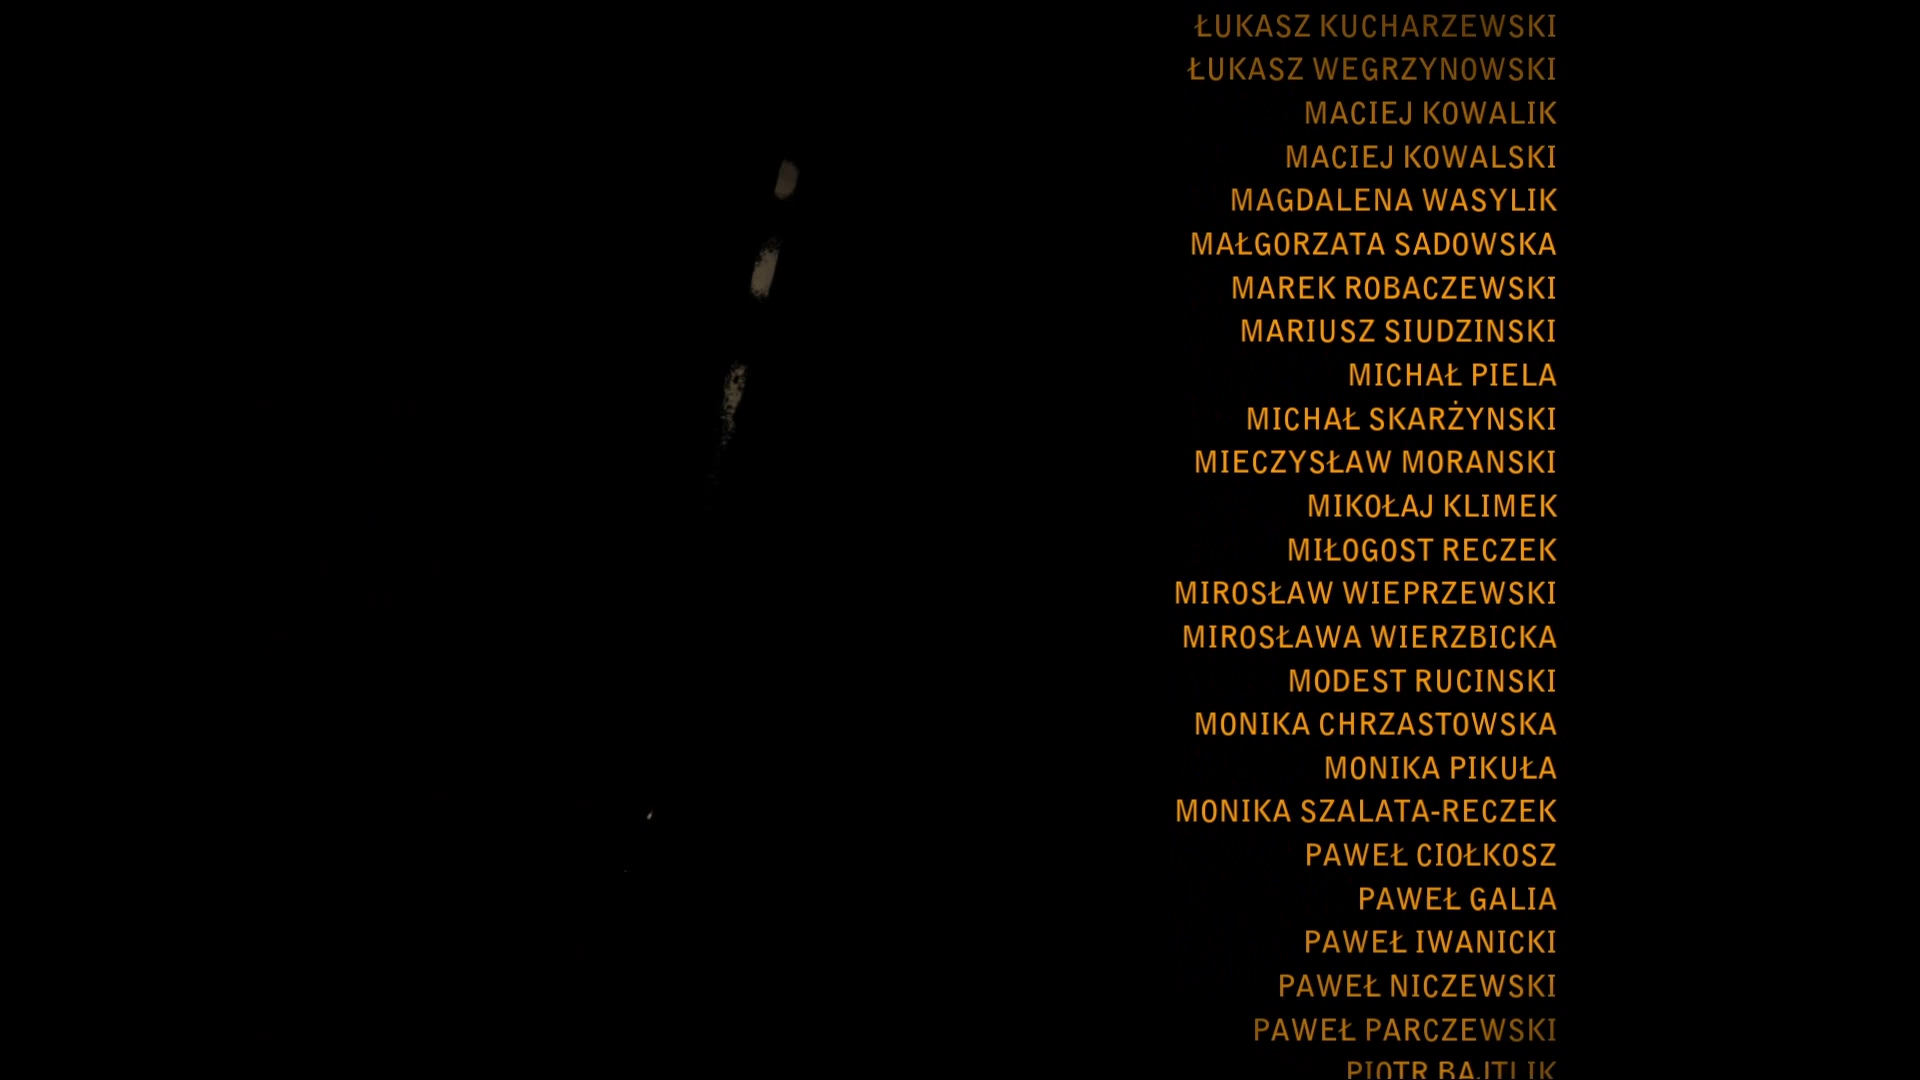 ŁUKASZ KUCHARZEWSKI
ŁUKASZ WEGRZYNOWSKI
MACIEJ KOWALIK
MACIEJ KOWALSKI
MAGDALENA WASYLIK
MAŁGORZATA SADOWSKA
MAREK ROBACZEWSKI
MARIUSZ SIUDZINSKI
MICHAŁ PIELA
MICHAŁ SKARŻYNSKI
MIECZYSŁAW MORANSKI
MIKOŁAJ KLIMEK
MIŁOGOST RECZEK
MIROSŁAW WIEPRZEWSKI
MIROSŁAWA WIERZBICKA
MODEST RUCINSKI
MONIKA CHRZASTOWSKA
MONIKA PIKUŁA
MONIKA SZALATA-RECZEK
PAWEŁ CIOŁKOSZ
PAWEŁ GALIA
PAWEŁ IWANICKI
PAWEŁ NICZEWSKI
PAWEŁ PARCZEWSKI
PIOTR BAJTLIK